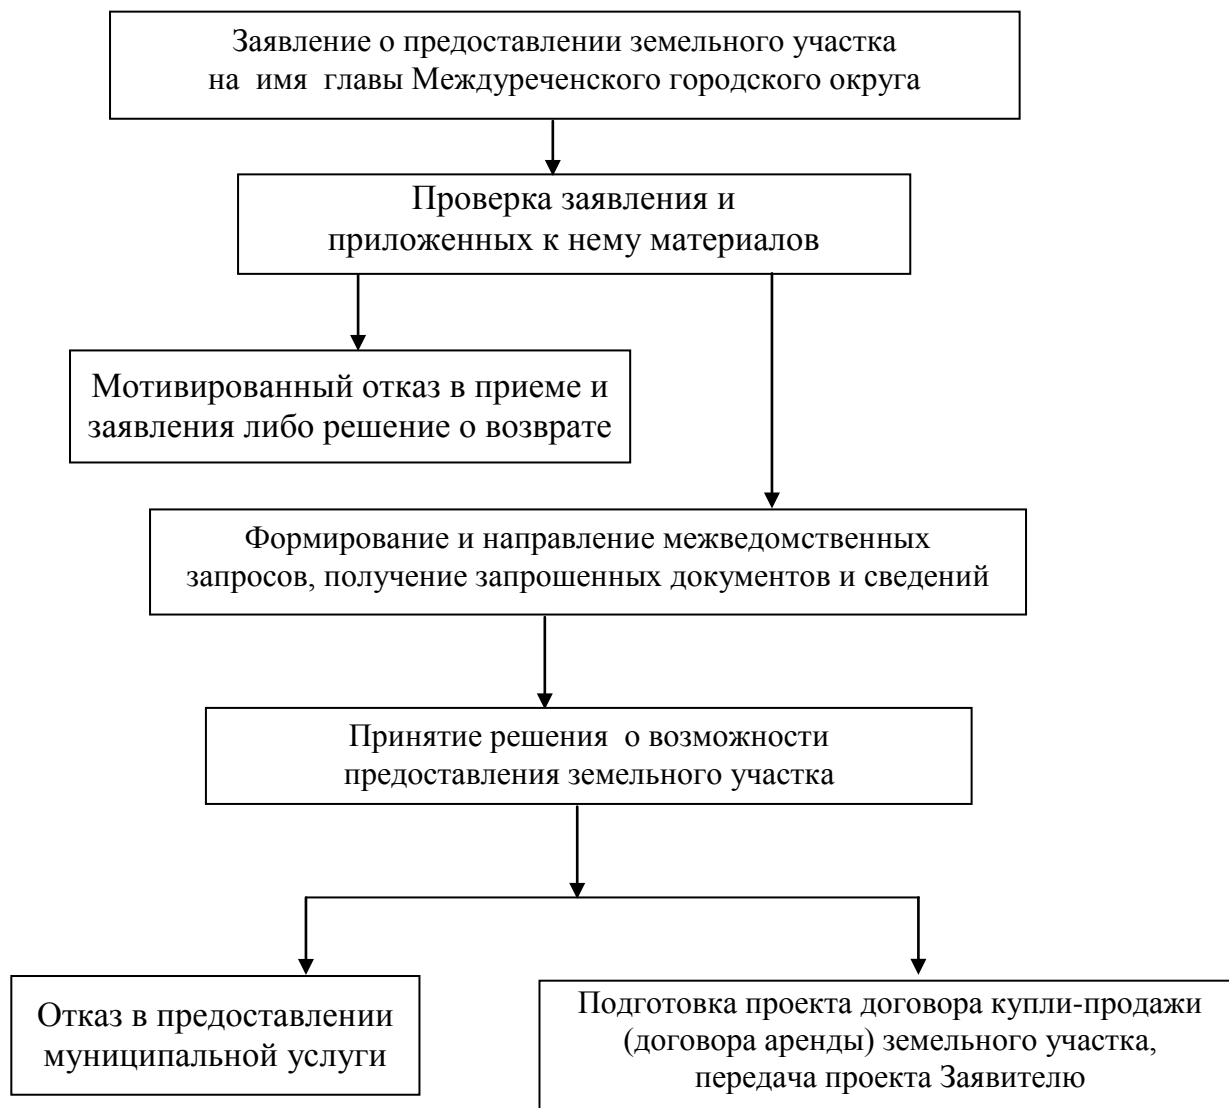 Заявление о предоставлении земельного участка
на имя главы Междуреченского городского округа
Проверка заявления и
приложенных к нему материалов
Мотивированный отказ в приеме и
заявления либо решение о возврате
Формирование и направление межведомственных
запросов, получение запрошенных документов и сведений
Принятие решения о возможности
предоставления земельного участка
Отказ в предоставлении
муниципальной услуги
Подготовка проекта договора купли-продажи
(договора аренды) земельного участка,
передача проекта Заявителю